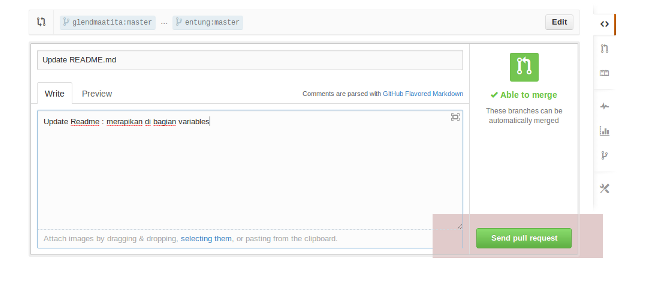 glendmaatita:master ... entung:master Edit
Update README.md
Write Preview Comments are parsed with GitHub Flavored Markdown
Update Readme : merapikan di bagian variables
Attach images by dragging & dropping, selecting them, or pasting from the clipboard.
Able to merge
These branches can be
automatically merged
Send pull request